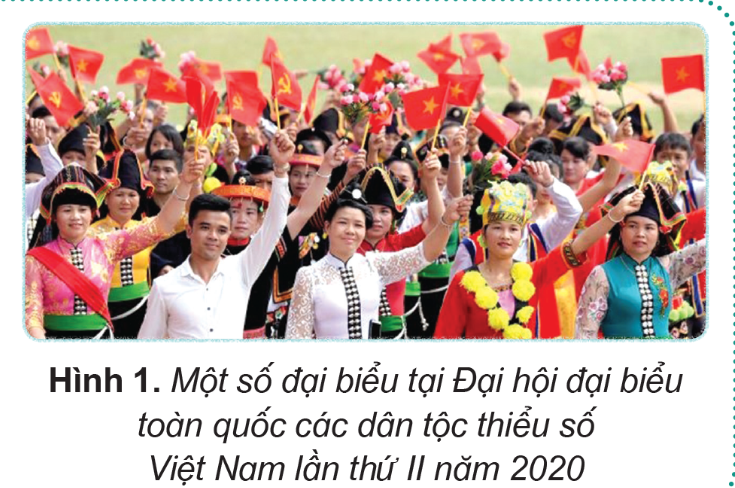 Hình 1. Một số đại biểu tại Đại hội đại biểu
toàn quốc các dân tộc thiểu số
Việt Nam lần thứ II năm 2020